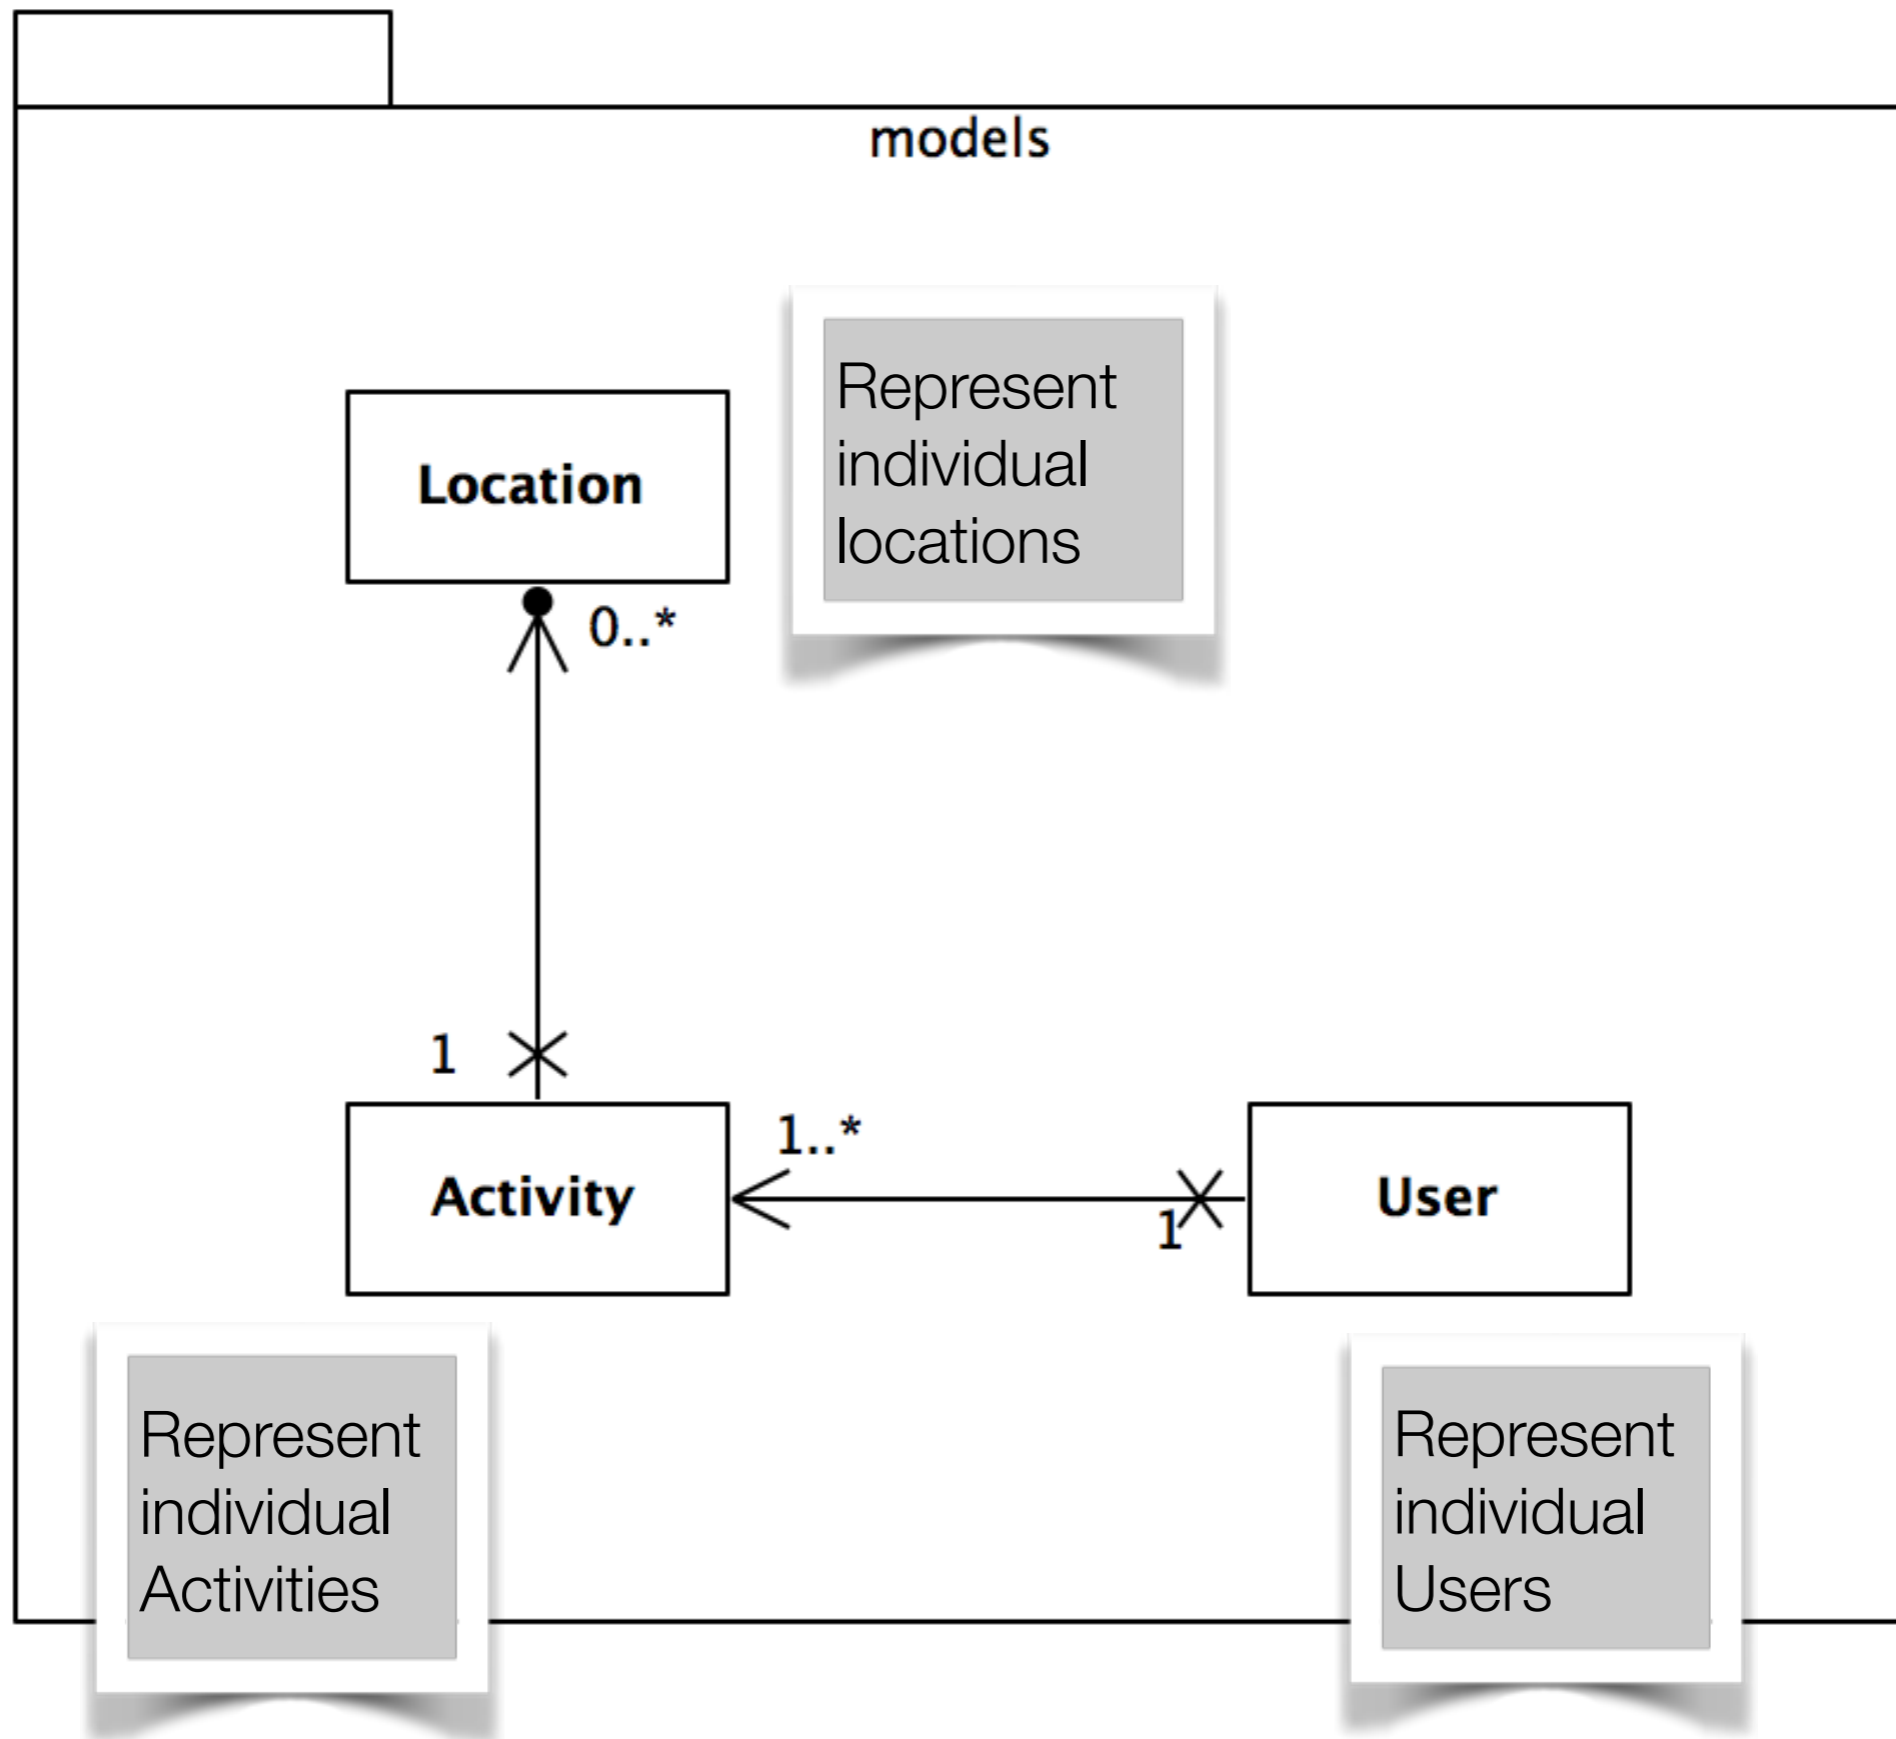 models
Represent
individual
locations
Location
0..*
1
1..*
Activity
User
1
Represent
individual
Activities
Represent
individual
Users